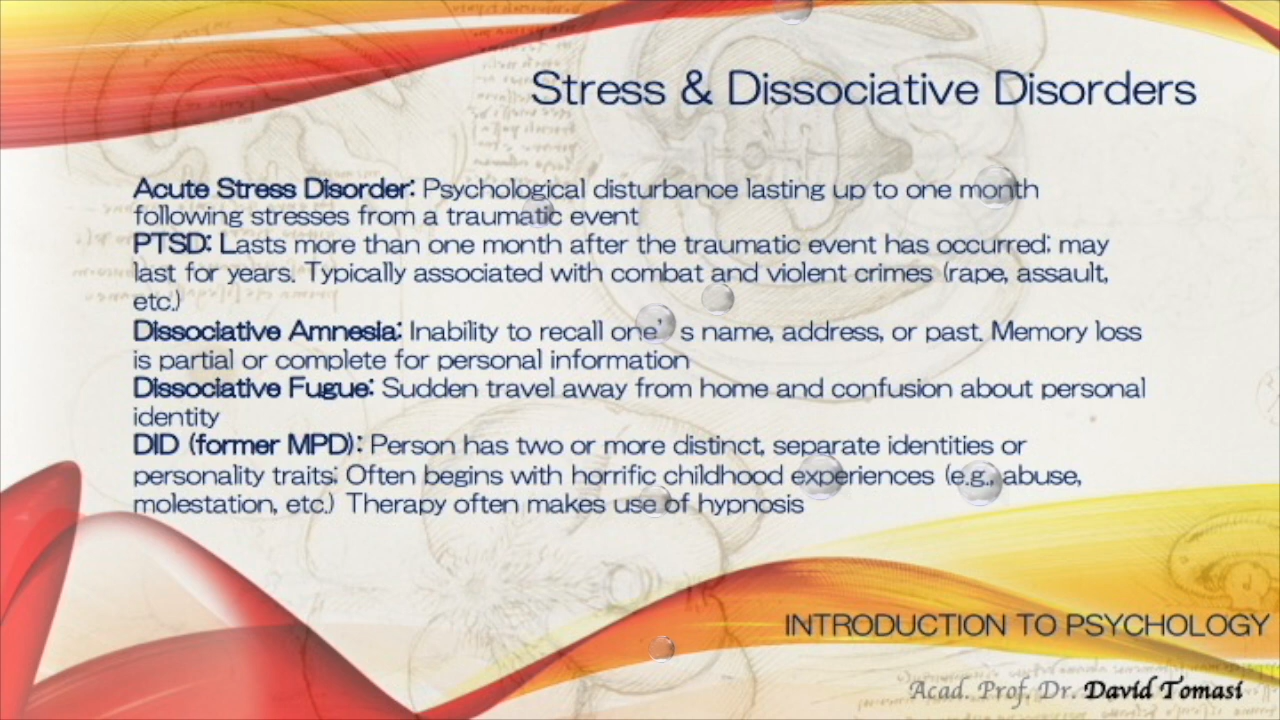 Stress & Dissociative Disorders
Acute Stress Disorder: Psychological disturbance lasting up to one month
following stresses from a traumatic event
PTSD: Lasts more than one month after the traumatic event has occurred; may
last for years. Typically associated with combat and violent crimes (rape, assault,
etc.)
Dissociative Amnesia: Inability to recall one’ s name, address, or past. Memory loss
is partial or complete for personal information
Dissociative Fugue: Sudden travel away from home and confusion about personal
identity
DID (former MPD): Person has two or more distinct, separate identities or
personality traits; Often begins with horrific childhood experiences (e.g., abuse,
molestation, etc.) Therapy often makes use of hypnosis
INTRODUCTION TO PSYCHOLOGY
Acad. Prof. Dr. David Tomasi